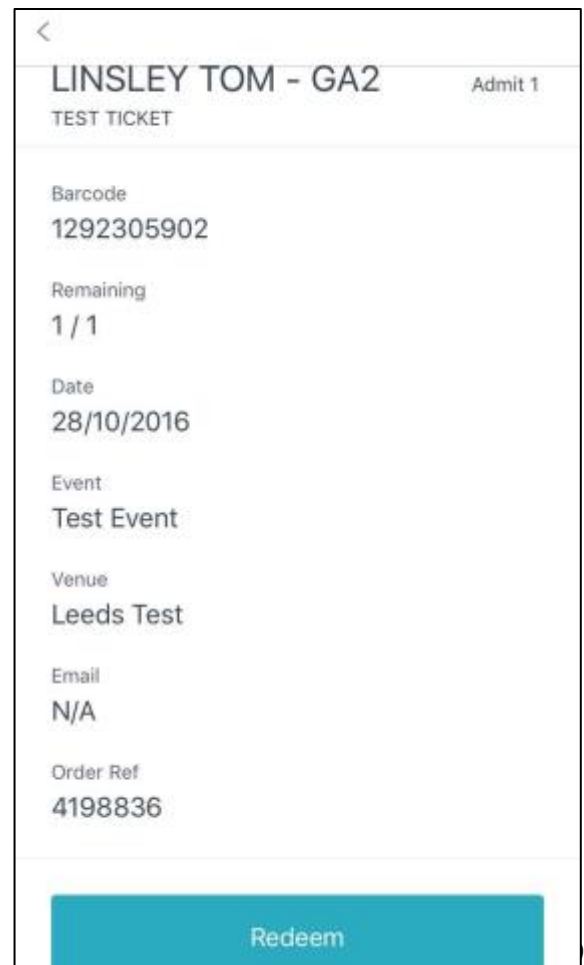 LINSLEY TOM - GA2 Admit 1
TEST TICKET
Barcode
1292305902
Remaining
1 / 1
Date
28/10/2016
Event
Test Event
Venue
Leeds Test
Email
N/A
Order Ref
4198836
Redeem